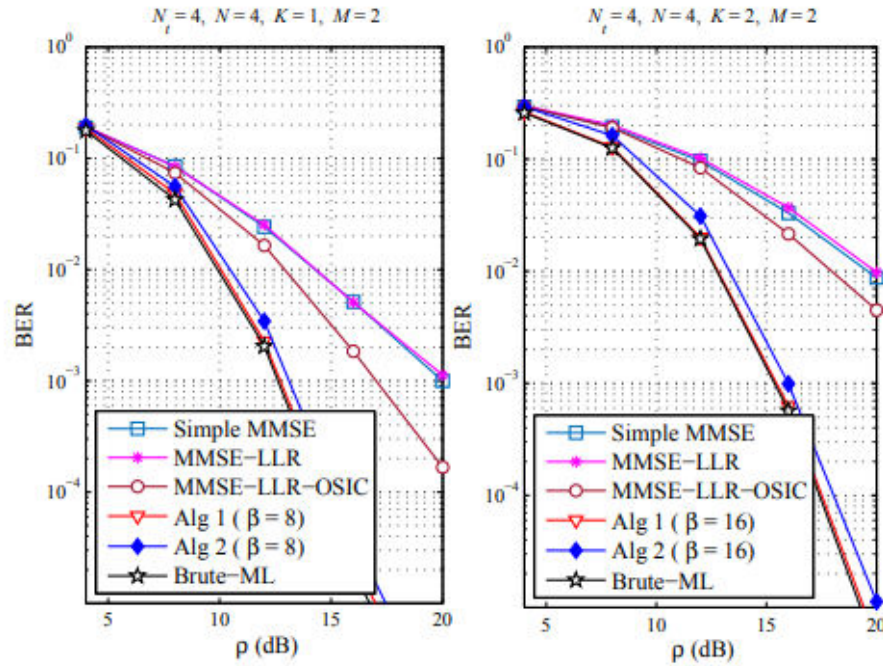 N_t = 4, N = 4, K = 1, M = 2
10^0
10^-1
10^-2
10^-3
10^-4
BER
Simple MMSE
MMSE−LLR
MMSE−LLR−OSIC
Alg 1 ( β = 8)
Alg 2 ( β = 8)
Brute−ML
5 10 15 20
ρ (dB)
N_t = 4, N = 4, K = 2, M = 2
10^0
10^-1
10^-2
10^-3
10^-4
BER
Simple MMSE
MMSE−LLR
MMSE−LLR−OSIC
Alg 1 ( β = 16)
Alg 2 ( β = 16)
Brute−ML
5 10 15 20
ρ (dB)